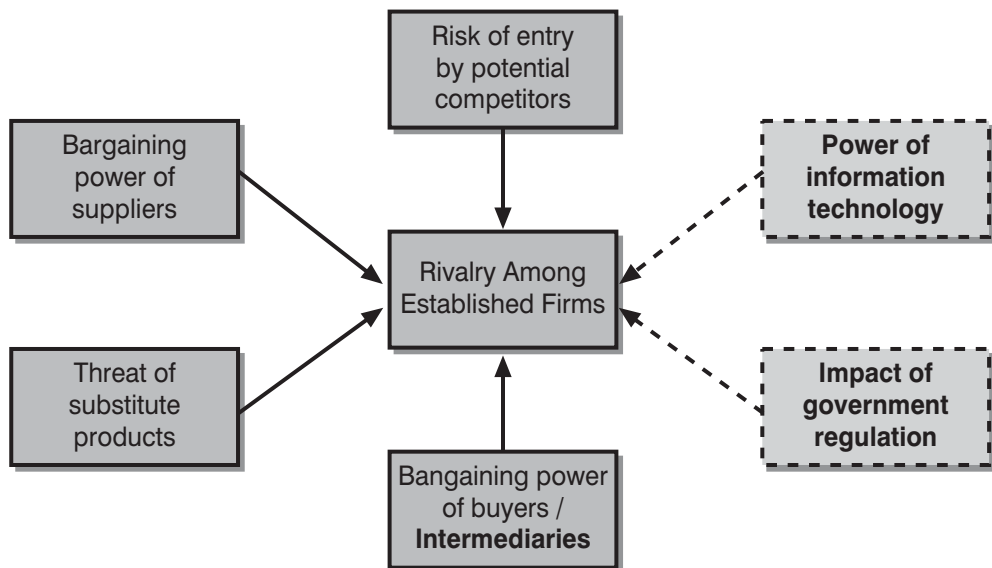 Risk of entry
by potential
competitors
Bargaining
power of
suppliers
Power of
information
technology
Rivalry Among
Established Firms
Threat of
substitute
products
Impact of
government
regulation
Bangaining power
of buyers /
Intermediaries